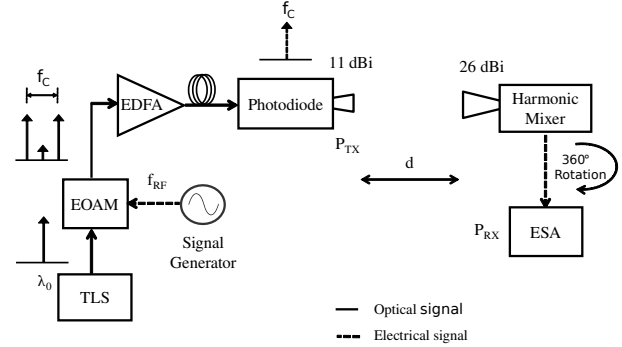 f_C
11 dBi
26 dBi
f_C
EDFA
Photodiode
Harmonic
Mixer
P_TX
d
360°
Rotation
EOAM
f_RF
Signal
Generator
P_RX
ESA
λ_0
TLS
Optical signal
Electrical signal